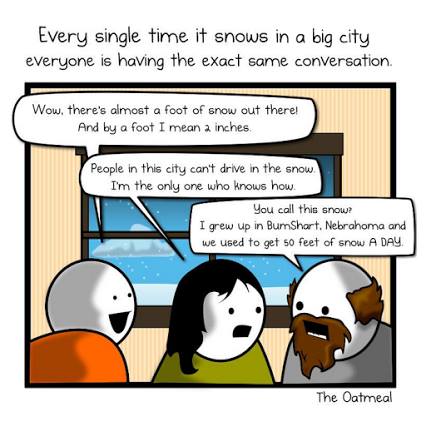 Every single time it snows in a big city
everyone is having the exact same conversation.
Wow, there's almost a foot of snow out there!
And by a foot I mean 2 inches.
People in this city can't drive in the snow.
I'm the only one who knows how.
You call this snow?
I grew up in BumShart, Nebrahoma and
we used to get 50 feet of snow A DAY.
The Oatmeal